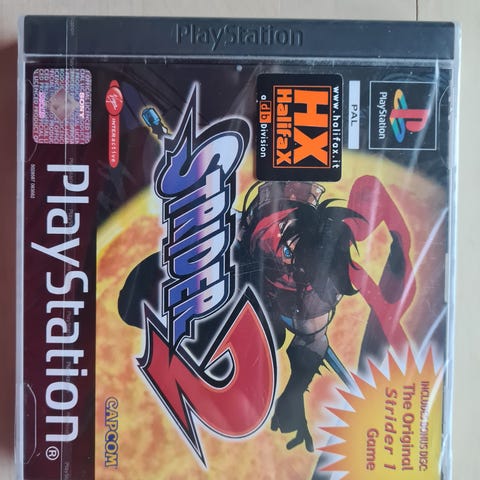 PlayStation
PlayStation
PAL
www.halifax.it
HX
Halifax
a db Division
SONY
Virgin
INTERACTIVE
PlayStation®
STRIDER
2
INCLUDES BONUS DISC:
The Original
Strider 1
Game
CAPCOM